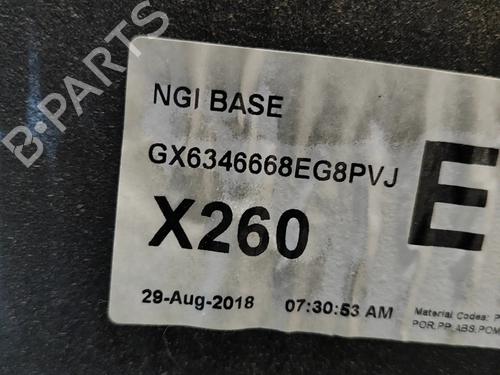 B-PARTS
NGI BASE
GX6346668EG8PVJ
E
X260
29-Aug-2018 07:30:53 AM
Material Codes:
POR,PP,ABS,POM